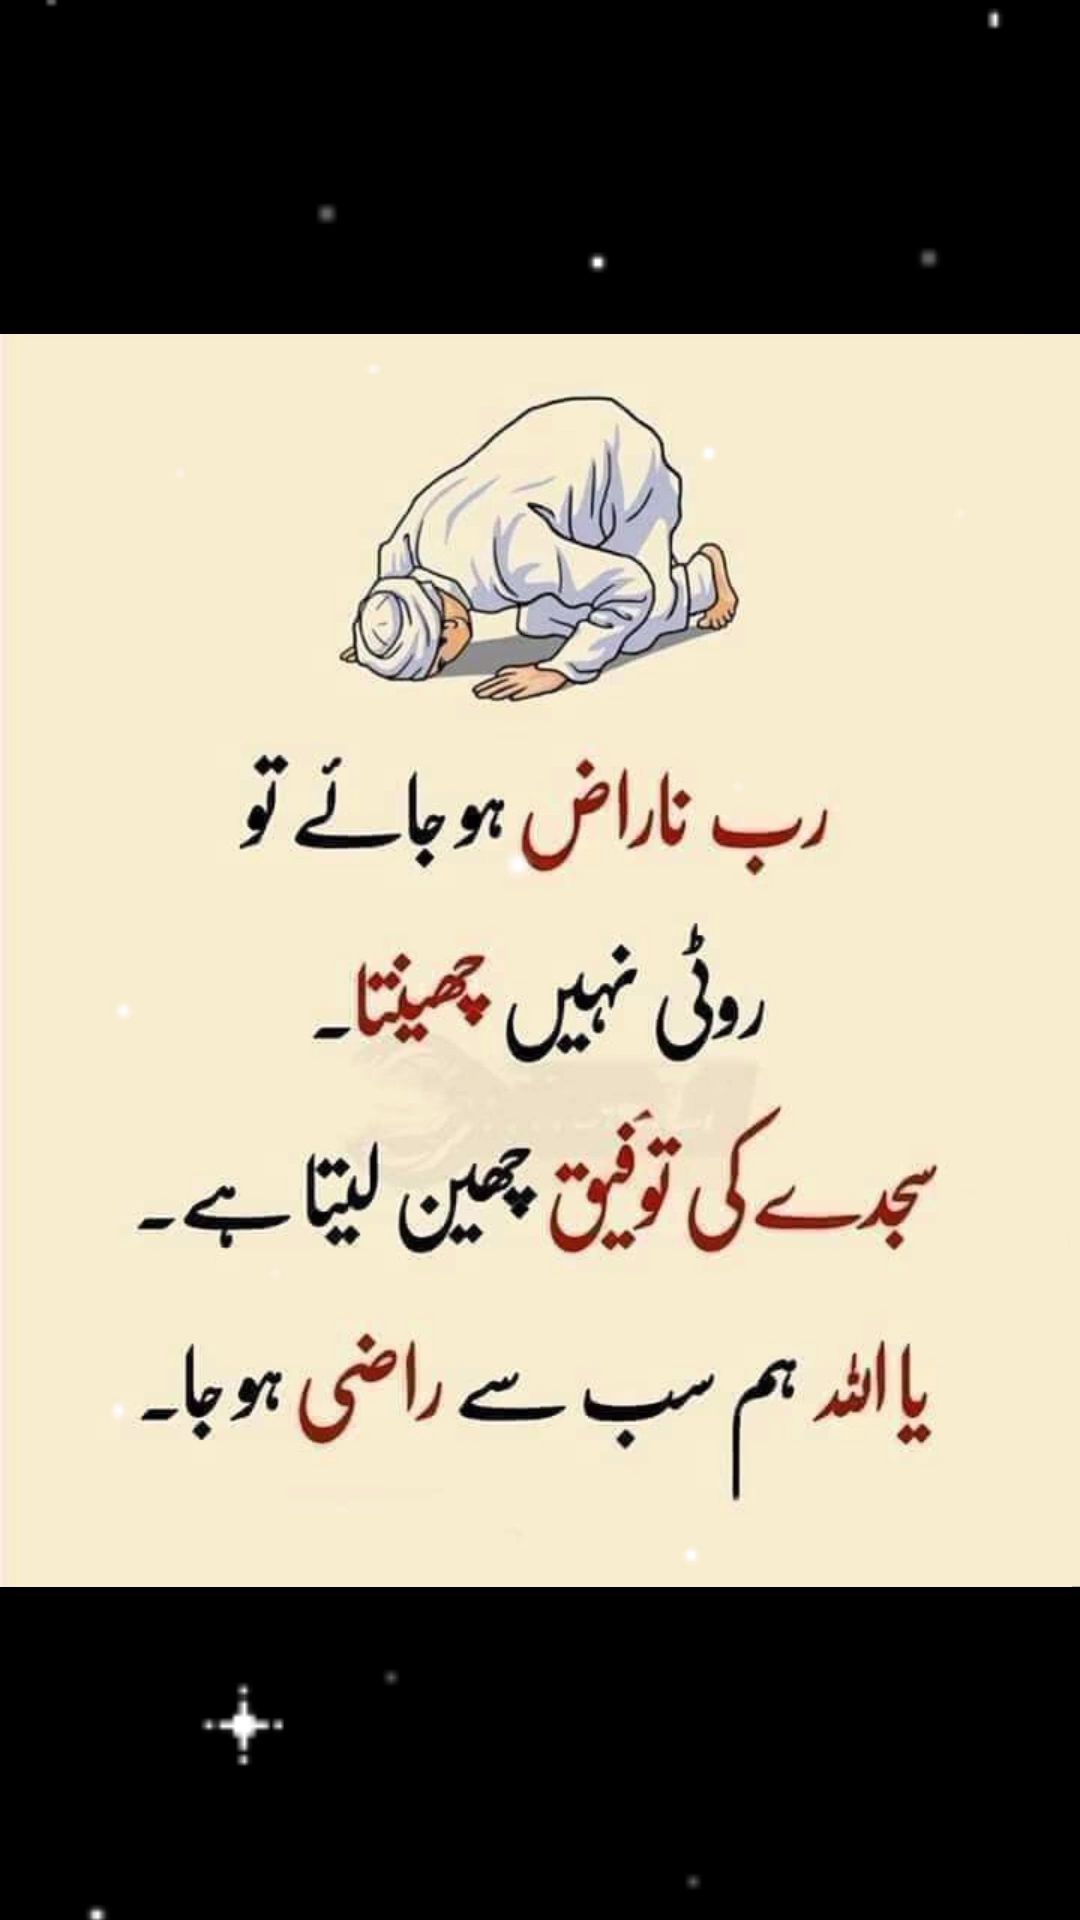 رب ناراض ہو جائے تو
روٹی نہیں چھینتا۔
سجدے کی توفیق چھین لیتا ہے۔
یا اللہ ہم سب سے راضی ہو جا۔